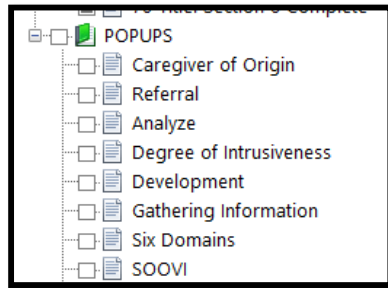 POPUPS
Caregiver of Origin
Referral
Analyze
Degree of Intrusiveness
Development
Gathering Information
Six Domains
SOOVI